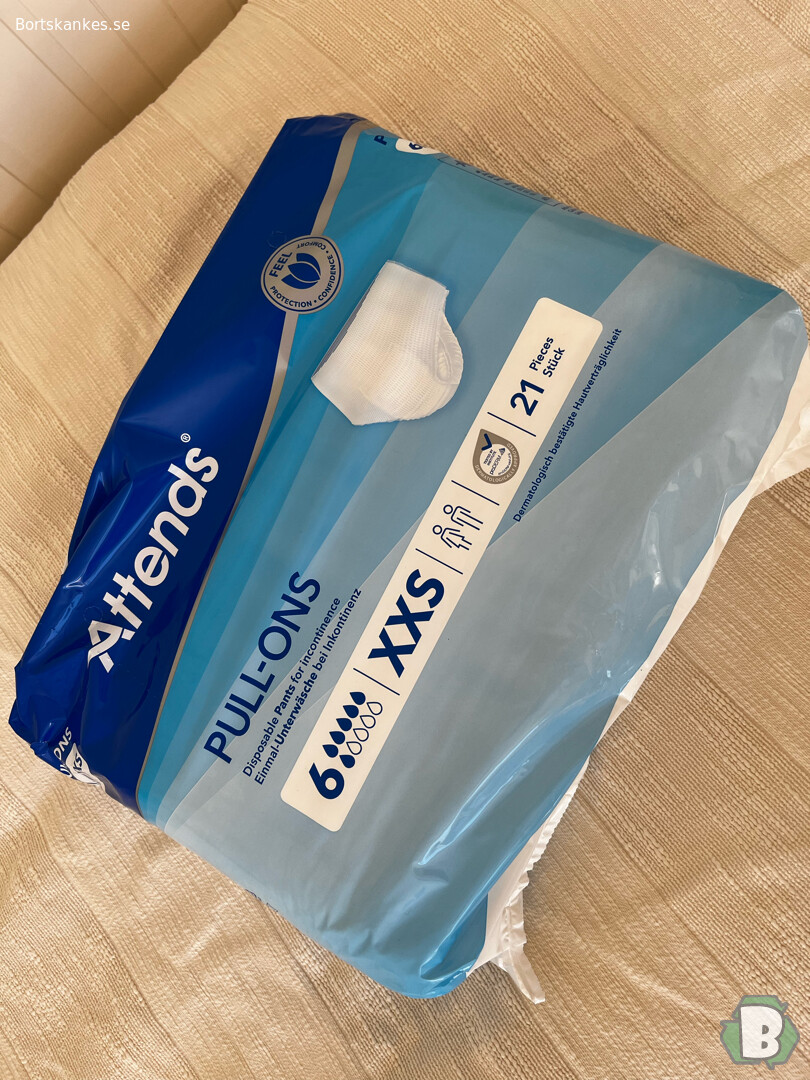 Bortskankes.se
FEEL
PROTECTION • CONFIDENCE • COMFORT
Attends®
PULL-ONS
Disposable Pants for incontinence
Einmal-Unterwäsche bei Inkontinenz
6
XXS
21
Pieces
Stück
Dermatologisch bestätigte Hautverträglichkeit
B